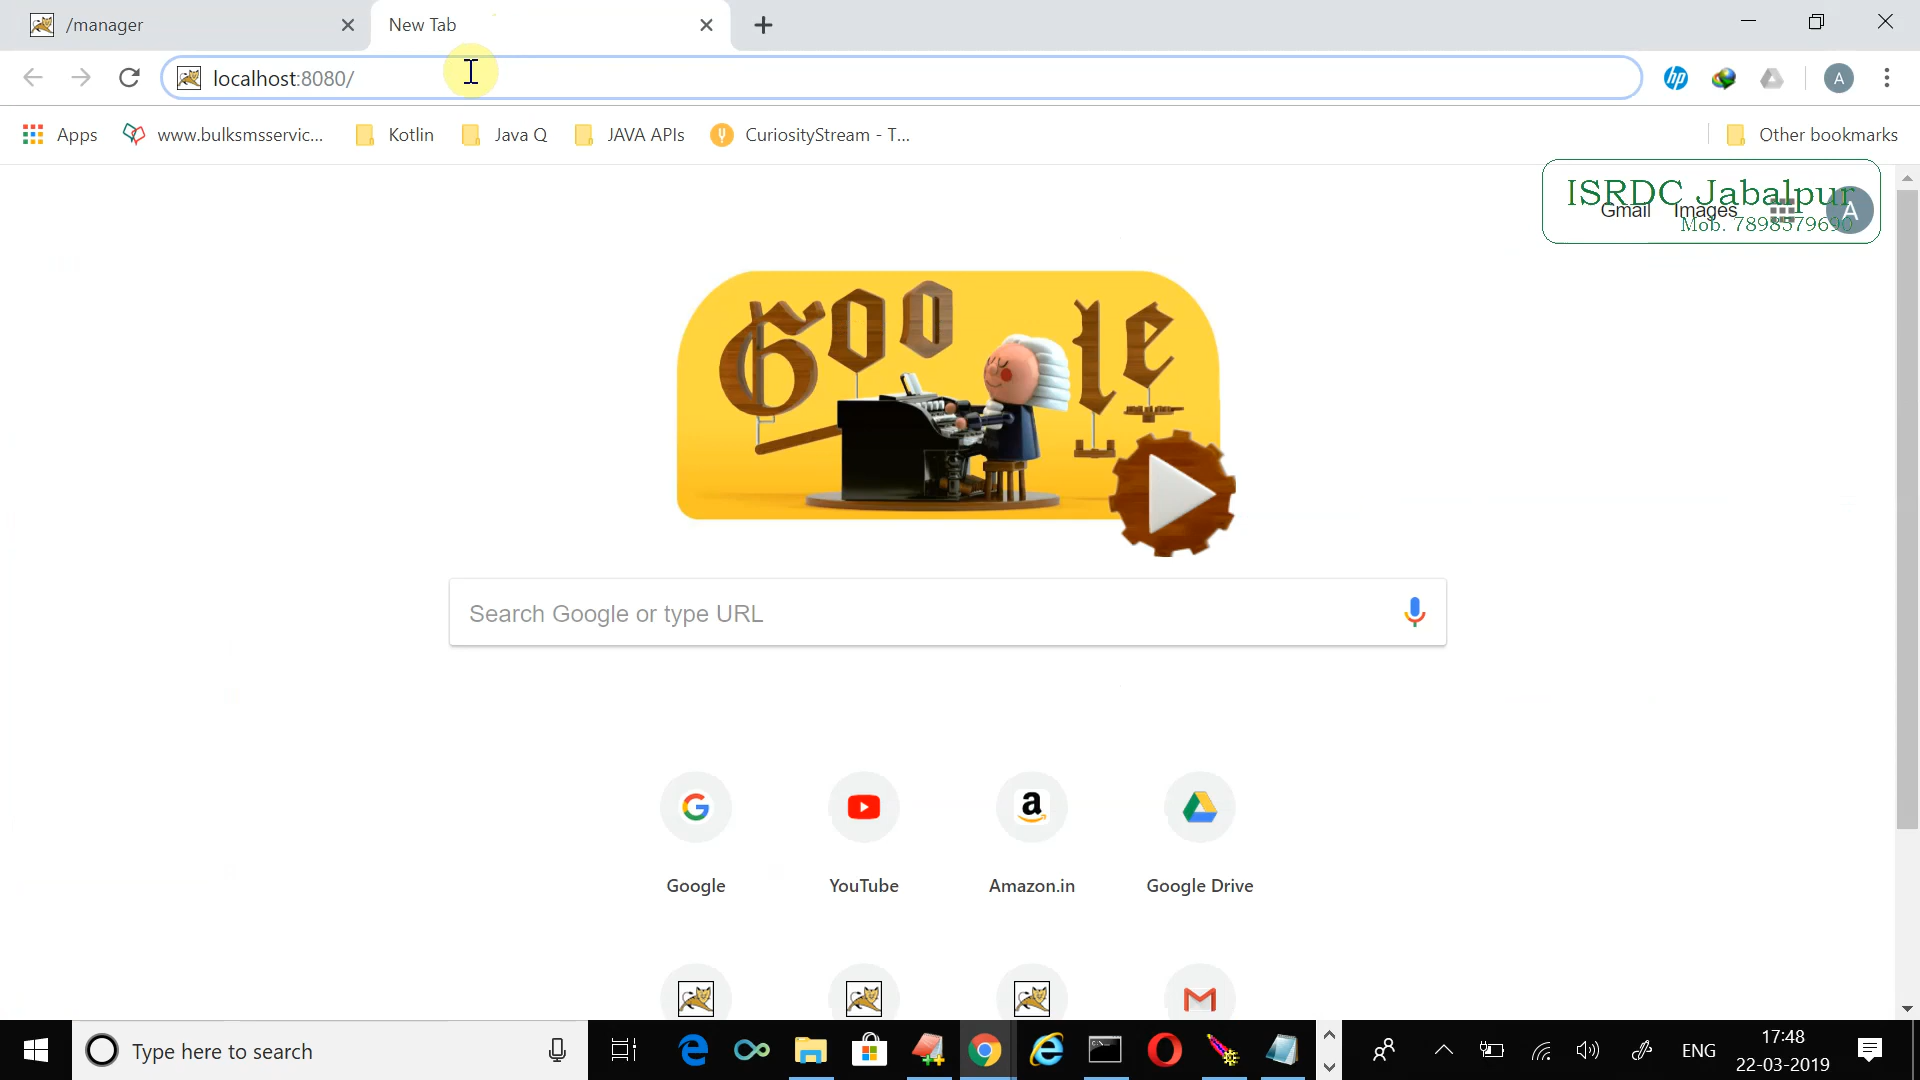 /manager
New Tab
localhost:8080/
A
Apps
www.bulksmsservic...
Kotlin
Java Q
JAVA APIs
CuriosityStream - T...
Other bookmarks
ISRDC Jabalpur
Gmail
Images
A
Mob. 7898579690
Google
Search Google or type URL
Google
YouTube
Amazon.in
Google Drive
Type here to search
ENG
17:48
22-03-2019